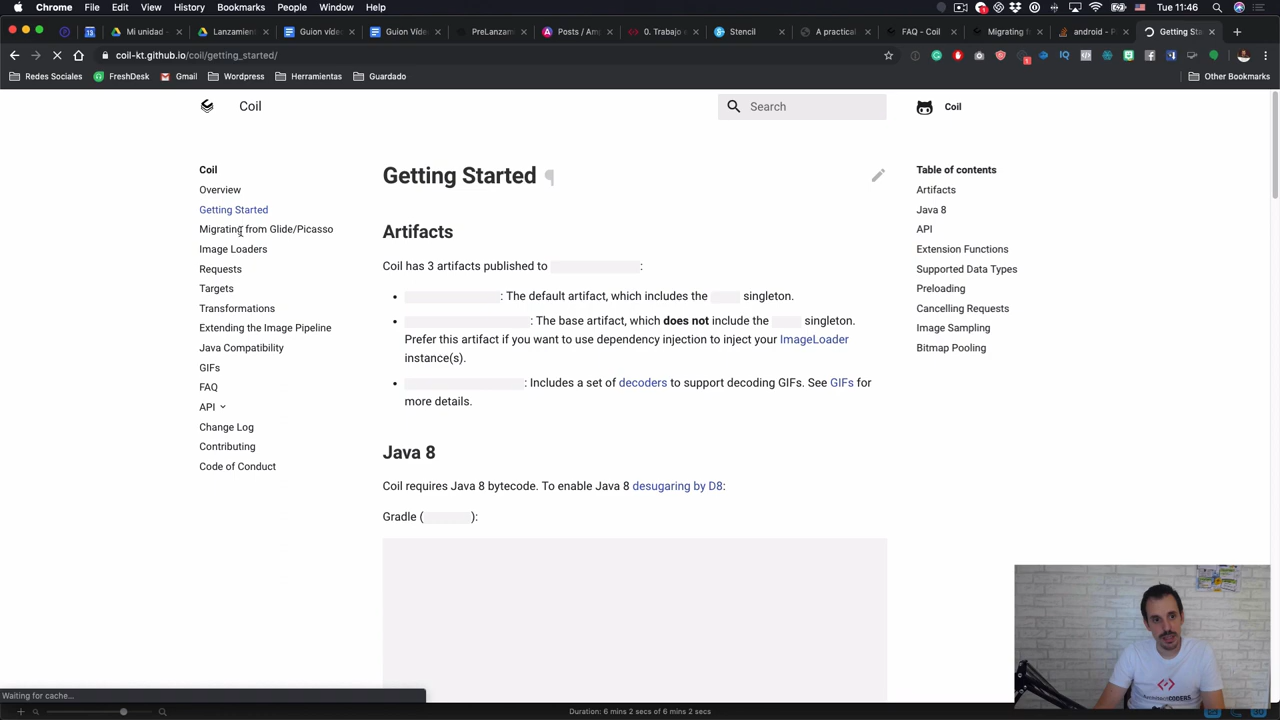 Chrome File Edit View History Bookmarks People Window Help
Tue 11:46
Mi unidad - Lanzamien Guion víde Guion Vídeo PreLanzam Posts / Am 0. Trabajo Stencil A practical FAQ - Coil Migrating f android - P Getting Sta
coil-kt.github.io/coil/getting_started/
Redes Sociales FreshDesk Gmail Wordpress Herramientas Guardado Other Bookmarks
Coil
Search
Coil
Coil
Overview
Getting Started
Migrating from Glide/Picasso
Image Loaders
Requests
Targets
Transformations
Extending the Image Pipeline
Java Compatibility
GIFs
FAQ
API
Change Log
Contributing
Code of Conduct
Getting Started ¶
Artifacts
Coil has 3 artifacts published to :
• : The default artifact, which includes the singleton.
• : The base artifact, which does not include the singleton.
Prefer this artifact if you want to use dependency injection to inject your ImageLoader
instance(s).
• : Includes a set of decoders to support decoding GIFs. See GIFs for
more details.
Java 8
Coil requires Java 8 bytecode. To enable Java 8 desugaring by D8:
Gradle ( ):
Table of contents
Artifacts
Java 8
API
Extension Functions
Supported Data Types
Preloading
Cancelling Requests
Image Sampling
Bitmap Pooling
Waiting for cache...
Duration: 6 mins 2 secs of 6 mins 2 secs